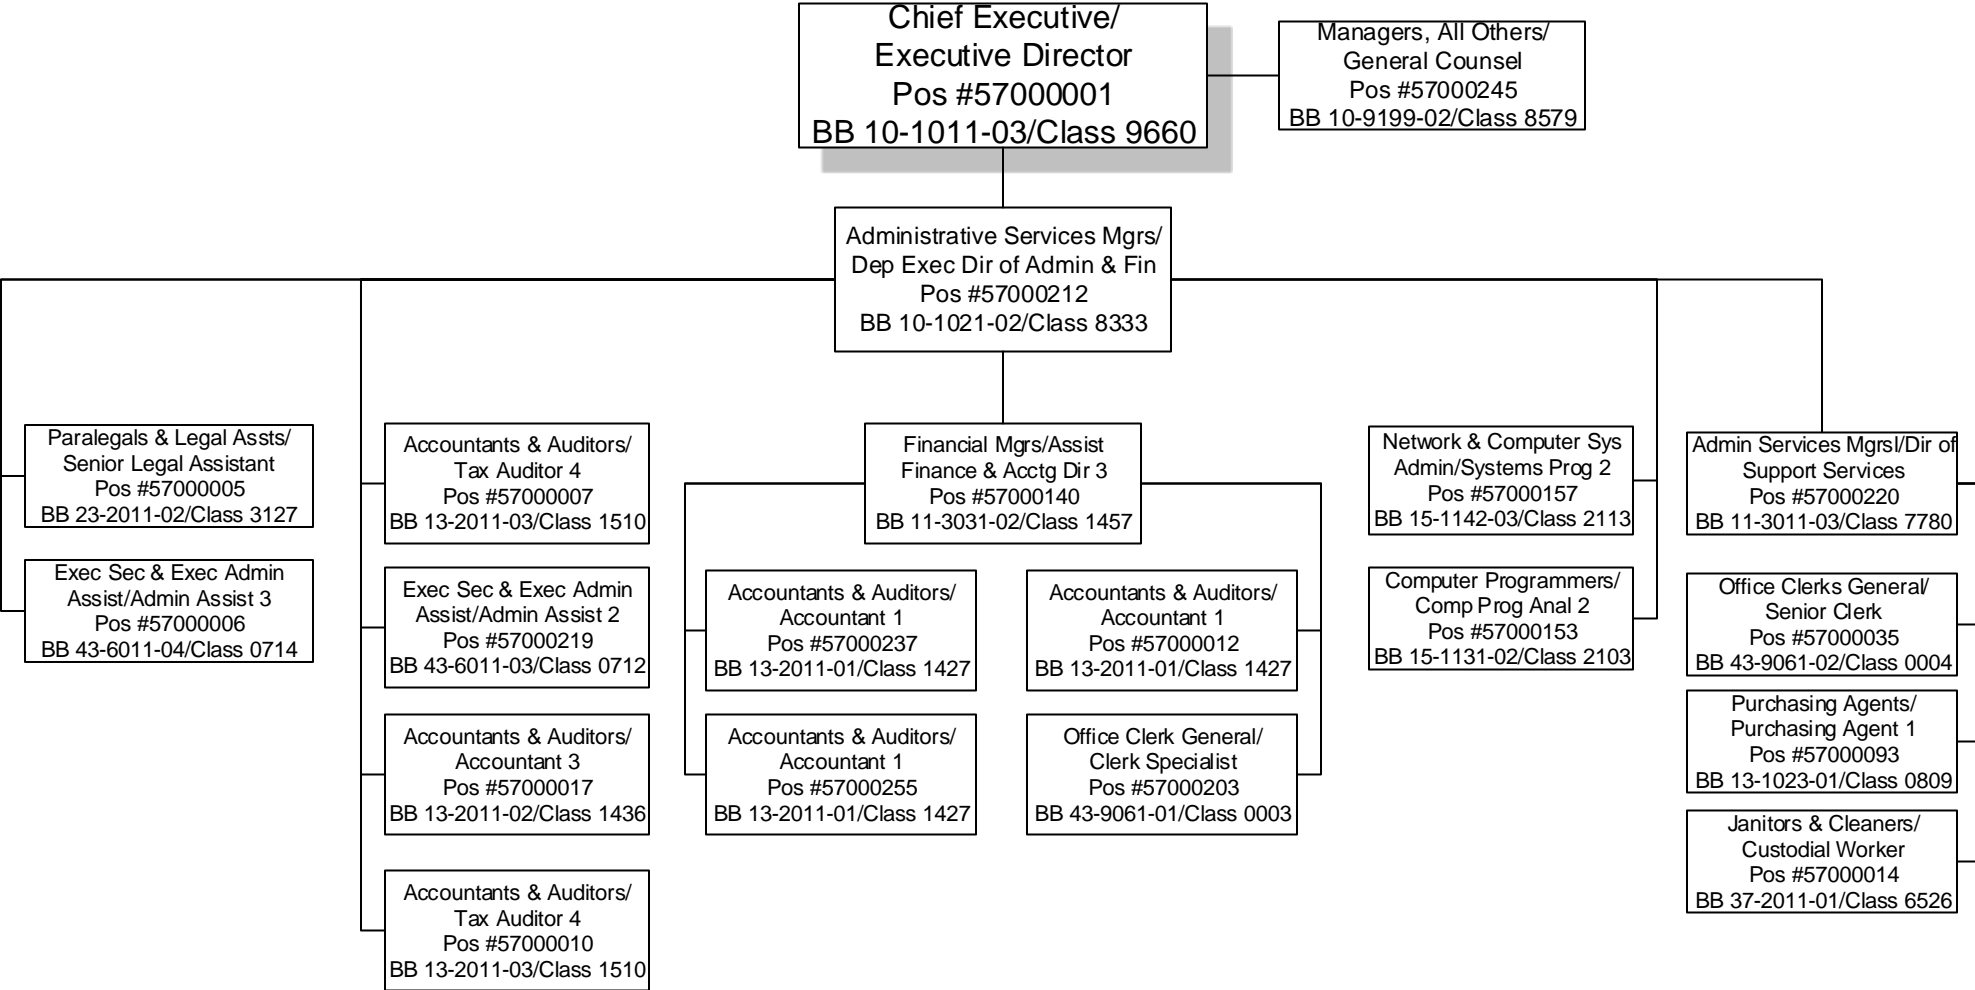 Chief Executive/
Executive Director
Pos #57000001
BB 10-1011-03/Class 9660
Managers, All Others/
General Counsel
Pos #57000245
BB 10-9199-02/Class 8579
Administrative Services Mgrs/
Dep Exec Dir of Admin & Fin
Pos #57000212
BB 10-1021-02/Class 8333
Paralegals & Legal Assts/
Senior Legal Assistant
Pos #57000005
BB 23-2011-02/Class 3127
Exec Sec & Exec Admin
Assist/Admin Assist 3
Pos #57000006
BB 43-6011-04/Class 0714
Accountants & Auditors/
Tax Auditor 4
Pos #57000007
BB 13-2011-03/Class 1510
Exec Sec & Exec Admin
Assist/Admin Assist 2
Pos #57000219
BB 43-6011-03/Class 0712
Accountants & Auditors/
Accountant 3
Pos #57000017
BB 13-2011-02/Class 1436
Accountants & Auditors/
Tax Auditor 4
Pos #57000010
BB 13-2011-03/Class 1510
Financial Mgrs/Assist
Finance & Acctg Dir 3
Pos #57000140
BB 11-3031-02/Class 1457
Accountants & Auditors/
Accountant 1
Pos #57000237
BB 13-2011-01/Class 1427
Accountants & Auditors/
Accountant 1
Pos #57000255
BB 13-2011-01/Class 1427
Accountants & Auditors/
Accountant 1
Pos #57000012
BB 13-2011-01/Class 1427
Office Clerk General/
Clerk Specialist
Pos #57000203
BB 43-9061-01/Class 0003
Network & Computer Sys
Admin/Systems Prog 2
Pos #57000157
BB 15-1142-03/Class 2113
Computer Programmers/
Comp Prog Anal 2
Pos #57000153
BB 15-1131-02/Class 2103
Admin Services Mgrsl/Dir of
Support Services
Pos #57000220
BB 11-3011-03/Class 7780
Office Clerks General/
Senior Clerk
Pos #57000035
BB 43-9061-02/Class 0004
Purchasing Agents/
Purchasing Agent 1
Pos #57000093
BB 13-1023-01/Class 0809
Janitors & Cleaners/
Custodial Worker
Pos #57000014
BB 37-2011-01/Class 6526